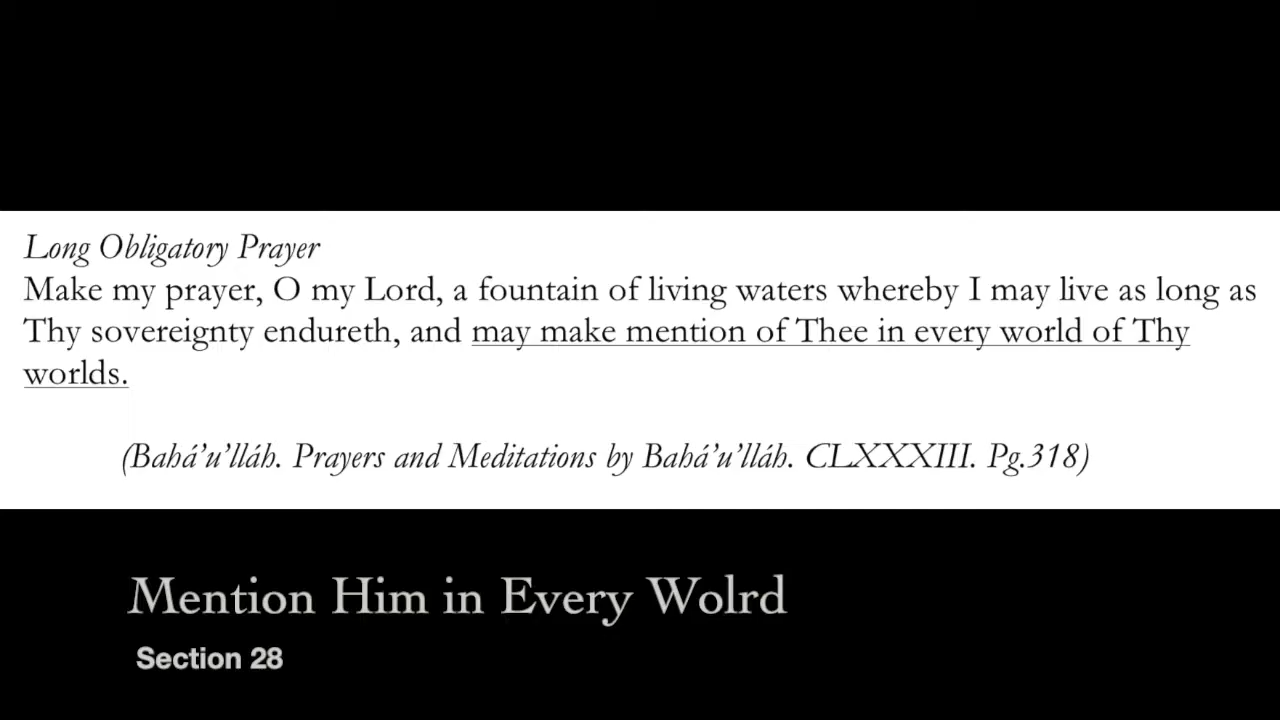 Long Obligatory Prayer
Make my prayer, O my Lord, a fountain of living waters whereby I may live as long as
Thy sovereignty endureth, and may make mention of Thee in every world of Thy
worlds.
(Bahá’u’lláh. Prayers and Meditations by Bahá’u’lláh. CLXXXIII. Pg.318)
Mention Him in Every Wolrd
Section 28